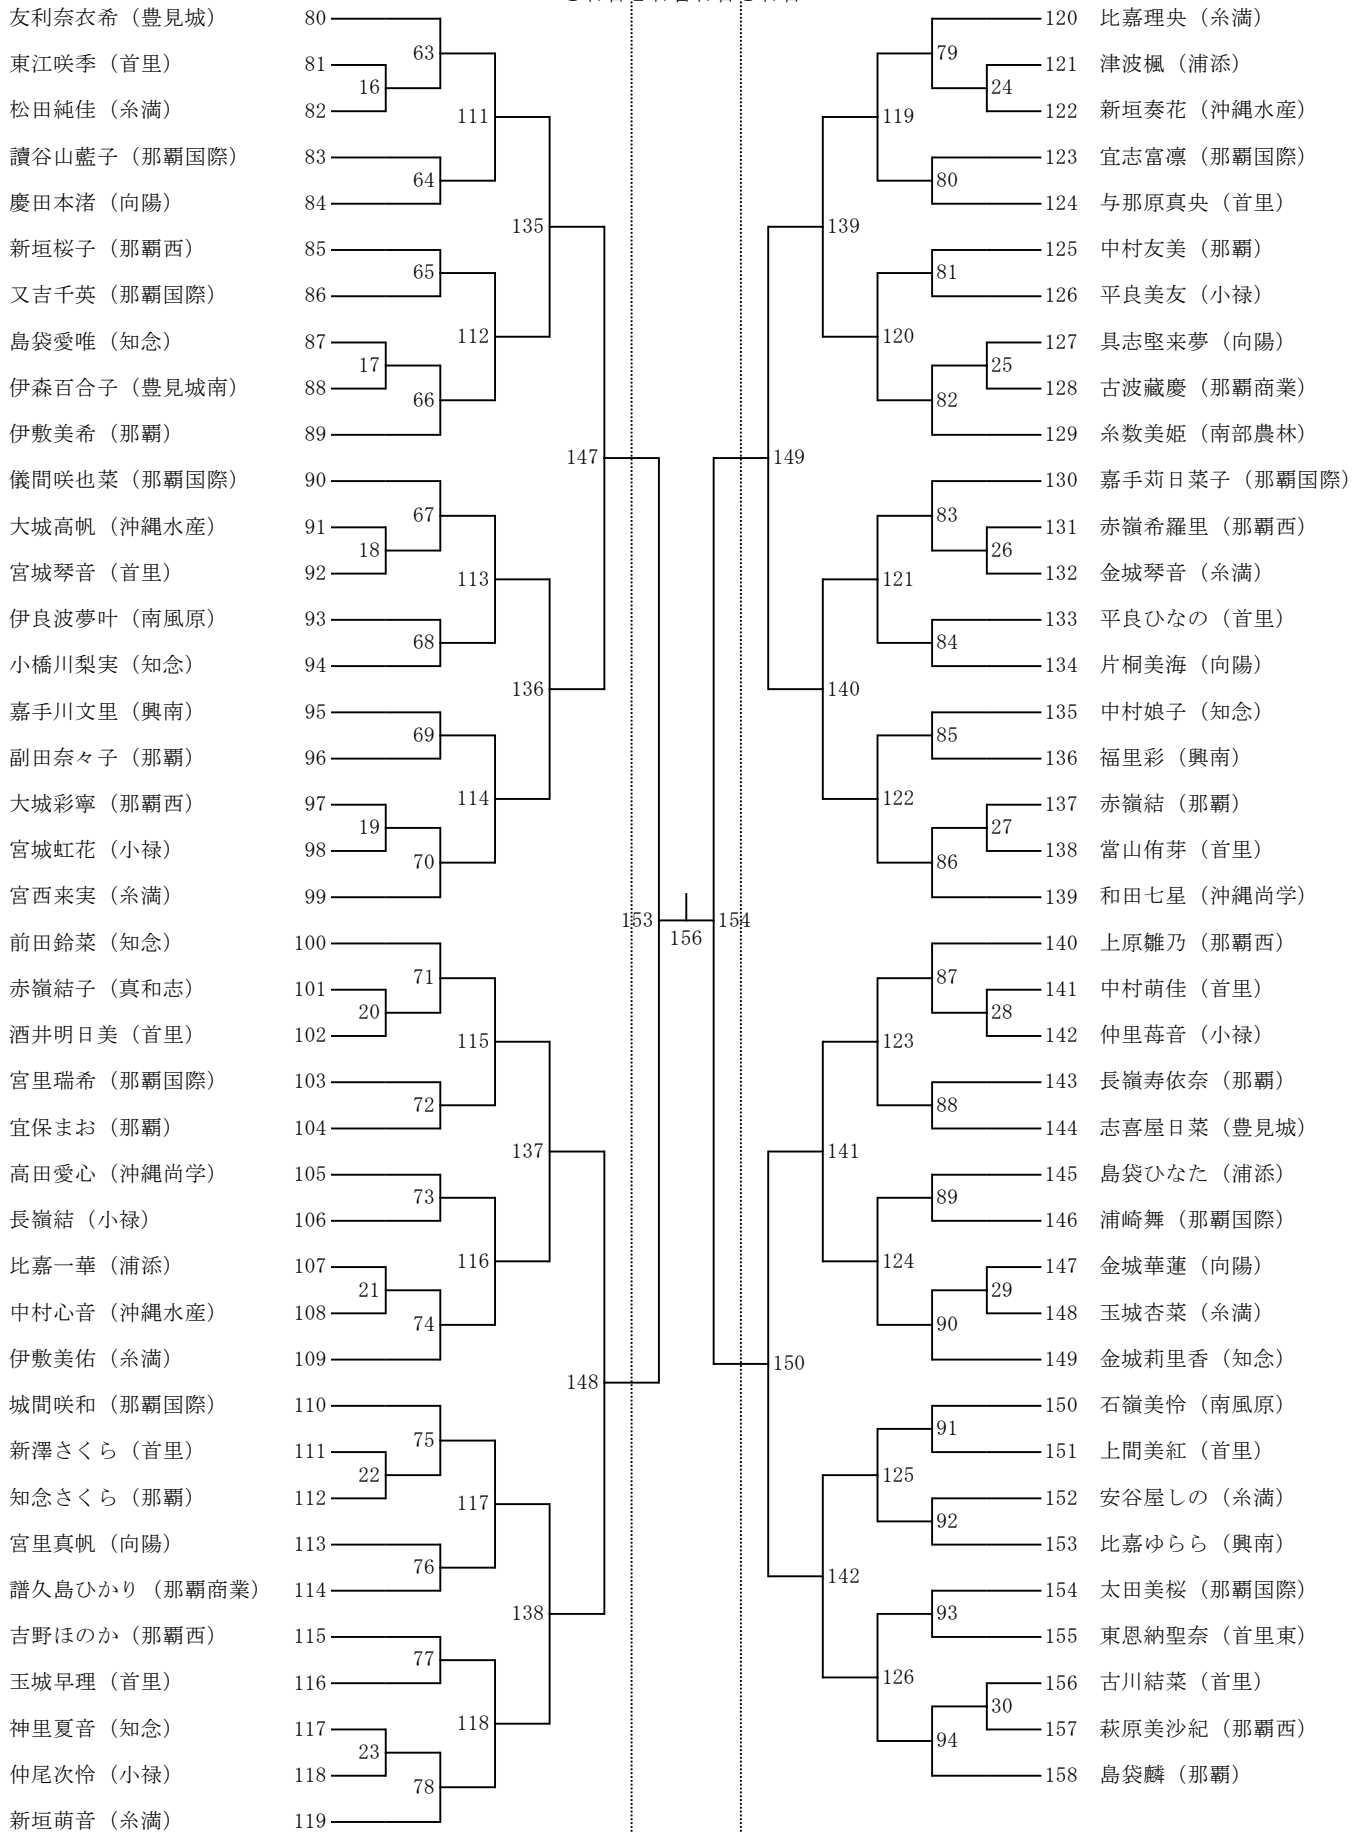 友利奈衣希（豊見城） 80
東江咲季（首里） 81
松田純佳（糸満） 82
讀谷山藍子（那覇国際） 83
慶田本渚（向陽） 84
新垣桜子（那覇西） 85
又吉千英（那覇国際） 86
島袋愛唯（知念） 87
伊森百合子（豊見城南） 88
伊敷美希（那覇） 89
儀間咲也菜（那覇国際） 90
大城高帆（沖縄水産） 91
宮城琴音（首里） 92
伊良波夢叶（南風原） 93
小橋川梨実（知念） 94
嘉手川文里（興南） 95
副田奈々子（那覇） 96
大城彩寧（那覇西） 97
宮城虹花（小禄） 98
宮西来実（糸満） 99
前田鈴菜（知念） 100
赤嶺結子（真和志） 101
酒井明日美（首里） 102
宮里瑞希（那覇国際） 103
宜保まお（那覇） 104
高田愛心（沖縄尚学） 105
長嶺結（小禄） 106
比嘉一華（浦添） 107
中村心音（沖縄水産） 108
伊敷美佑（糸満） 109
城間咲和（那覇国際） 110
新澤さくら（首里） 111
知念さくら（那覇） 112
宮里真帆（向陽） 113
譜久島ひかり（那覇商業） 114
吉野ほのか（那覇西） 115
玉城早理（首里） 116
神里夏音（知念） 117
仲尾次怜（小禄） 118
新垣萌音（糸満） 119
16
17
18
19
20
21
22
23
63
64
65
66
67
68
69
70
71
72
73
74
75
76
77
78
111
112
113
114
115
116
117
118
135
136
137
138
147
148
153
156
154
149
150
139
140
141
142
119
120
121
122
123
124
125
126
79
80
81
82
83
84
85
86
87
88
89
90
91
92
93
94
24
25
26
27
28
29
30
120 比嘉理央（糸満）
121 津波楓（浦添）
122 新垣奏花（沖縄水産）
123 宜志富凛（那覇国際）
124 与那原真央（首里）
125 中村友美（那覇）
126 平良美友（小禄）
127 具志堅来夢（向陽）
128 古波藏慶（那覇商業）
129 糸数美姫（南部農林）
130 嘉手苅日菜子（那覇国際）
131 赤嶺希羅里（那覇西）
132 金城琴音（糸満）
133 平良ひなの（首里）
134 片桐美海（向陽）
135 中村娘子（知念）
136 福里彩（興南）
137 赤嶺結（那覇）
138 當山侑芽（首里）
139 和田七星（沖縄尚学）
140 上原雛乃（那覇西）
141 中村萌佳（首里）
142 仲里苺音（小禄）
143 長嶺寿依奈（那覇）
144 志喜屋日菜（豊見城）
145 島袋ひなた（浦添）
146 浦崎舞（那覇国際）
147 金城華蓮（向陽）
148 玉城杏菜（糸満）
149 金城莉里香（知念）
150 石嶺美怜（南風原）
151 上間美紅（首里）
152 安谷屋しの（糸満）
153 比嘉ゆらら（興南）
154 太田美桜（那覇国際）
155 東恩納聖奈（首里東）
156 古川結菜（首里）
157 萩原美沙紀（那覇西）
158 島袋麟（那覇）